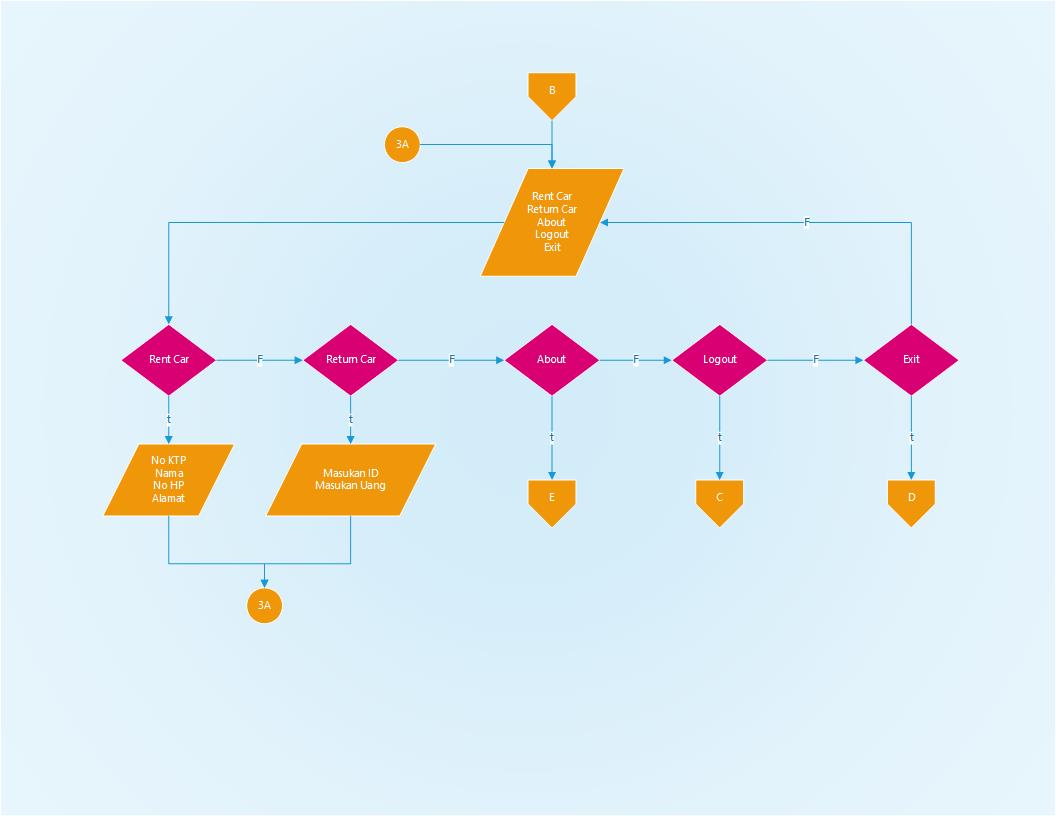 B
3A
Rent Car
Return Car
About
Logout
Exit
F
Rent Car
F
Return Car
F
About
F
Logout
F
Exit
t
t
t
t
t
No KTP
Nama
No HP
Alamat
Masukan ID
Masukan Uang
E
C
D
3A